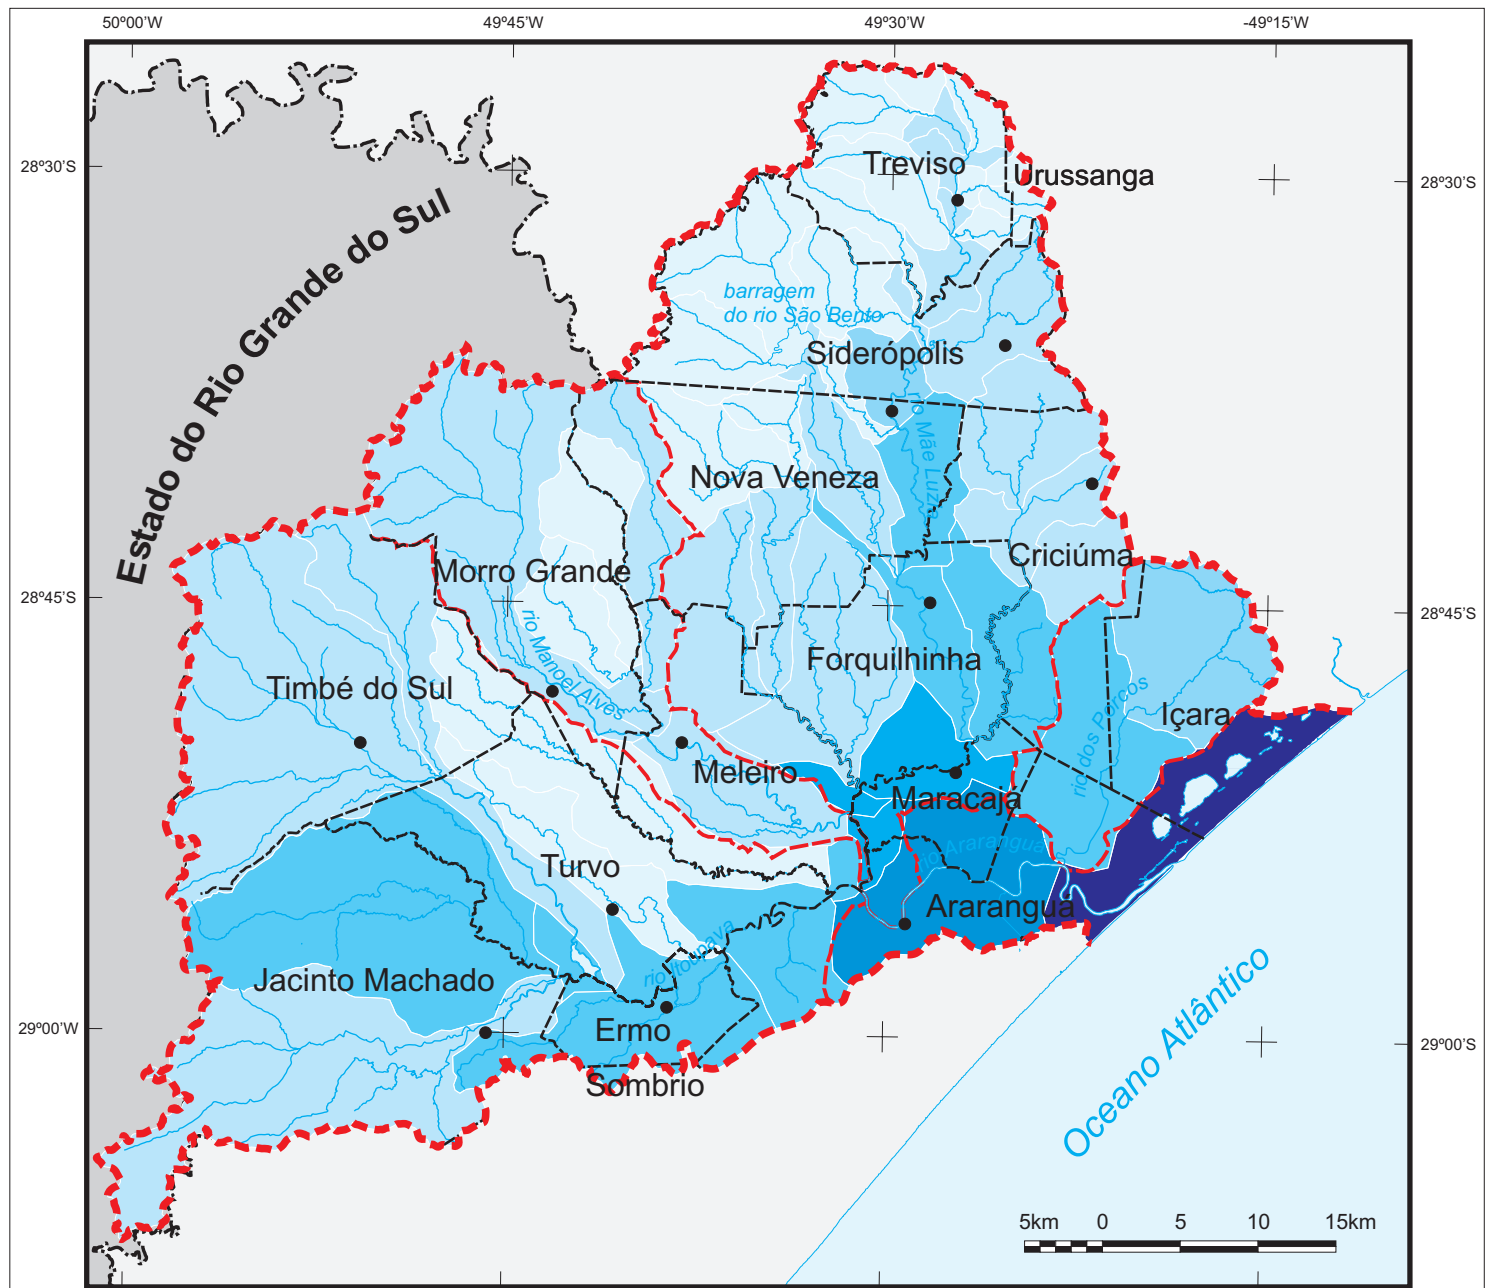 50°00'W
49°45'W
49°30'W
-49°15'W
28°30'S
28°30'S
Treviso
Urussanga
Estado do Rio Grande do Sul
barragem
do rio São Bento
Siderópolis
rio Mãe Luzia
Nova Veneza
Criciúma
Morro Grande
28°45'S
28°45'S
rio Manoel Alves
Forquilhinha
Timbé do Sul
rio dos Porcos
Içara
Meleiro
Maracajá
rio Araranguá
Turvo
Araranguá
rio Itoupava
Jacinto Machado
Ermo
29°00'W
29°00'S
Sombrio
Oceano Atlântico
5km 0 5 10 15km